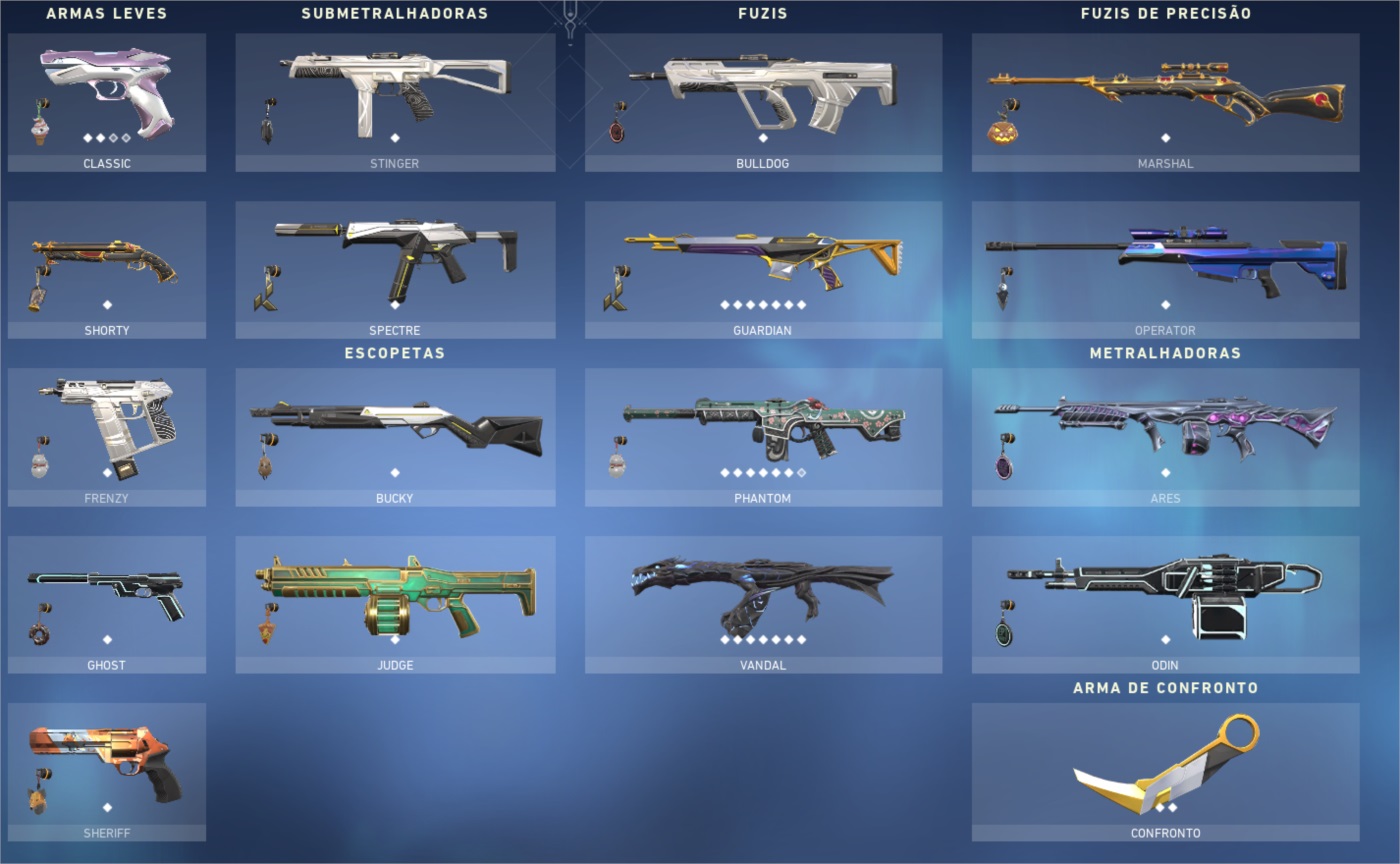 ARMAS LEVES
SUBMETRALHADORAS
FUZIS
FUZIS DE PRECISÃO
CLASSIC
STINGER
BULLDOG
MARSHAL
SHORTY
SPECTRE
GUARDIAN
OPERATOR
ESCOPETAS
METRALHADORAS
FRENZY
BUCKY
PHANTOM
ARES
GHOST
JUDGE
VANDAL
ODIN
ARMA DE CONFRONTO
SHERIFF
CONFRONTO